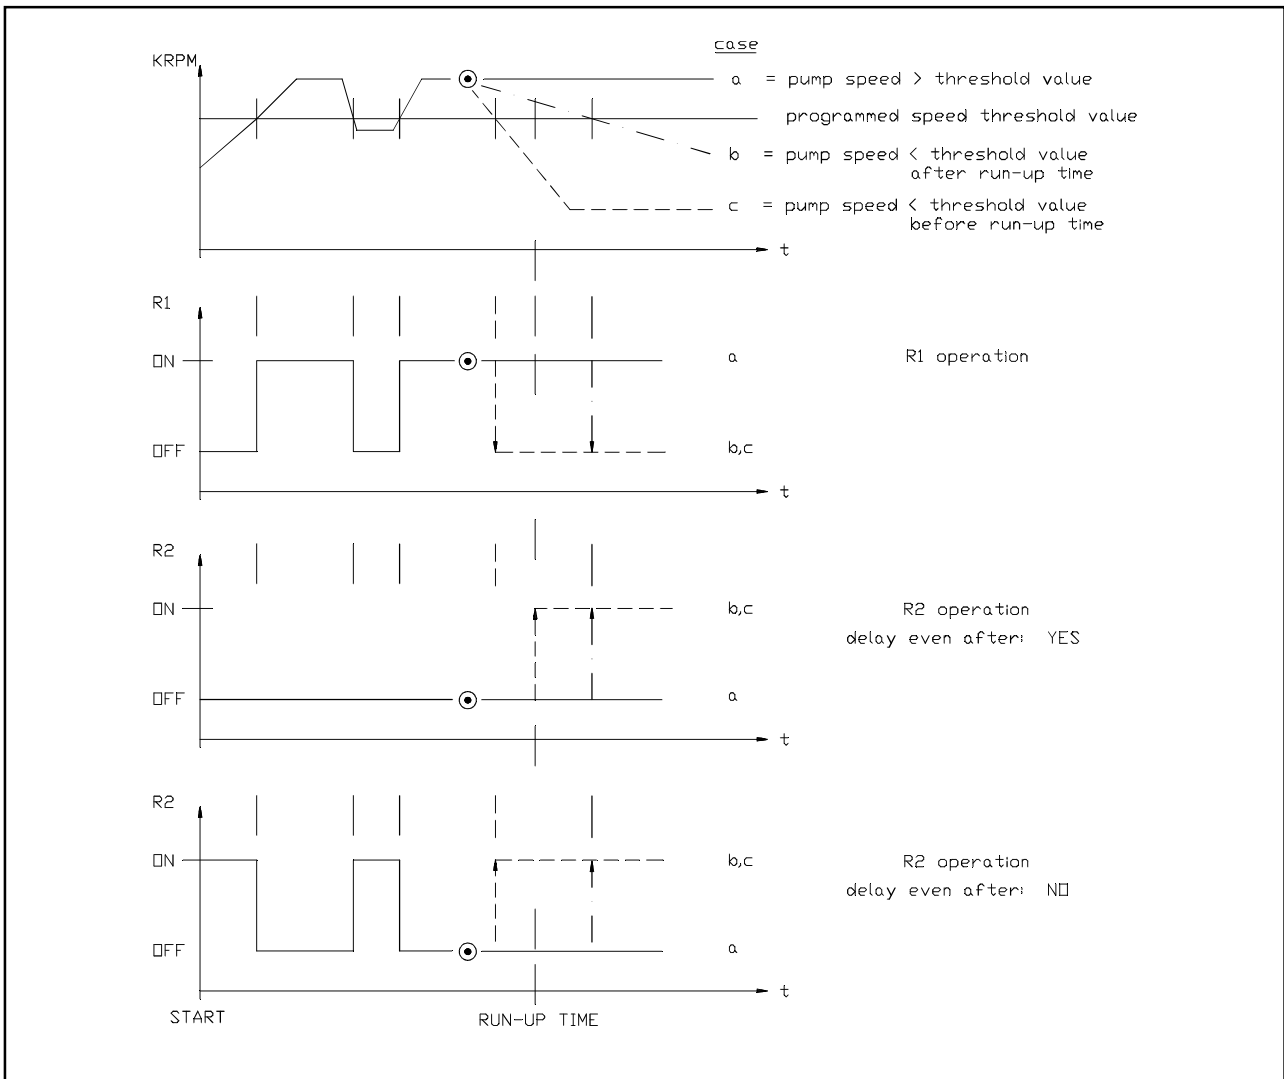 case
KRPM
a = pump speed > threshold value
programmed speed threshold value
b = pump speed < threshold value
after run-up time
c = pump speed < threshold value
before run-up time
t
R1
ON
a
R1 operation
OFF
b,c
t
R2
ON
b,c
R2 operation
delay even after: YES
OFF
a
t
R2
ON
b,c
R2 operation
delay even after: NO
OFF
a
t
START
RUN-UP TIME